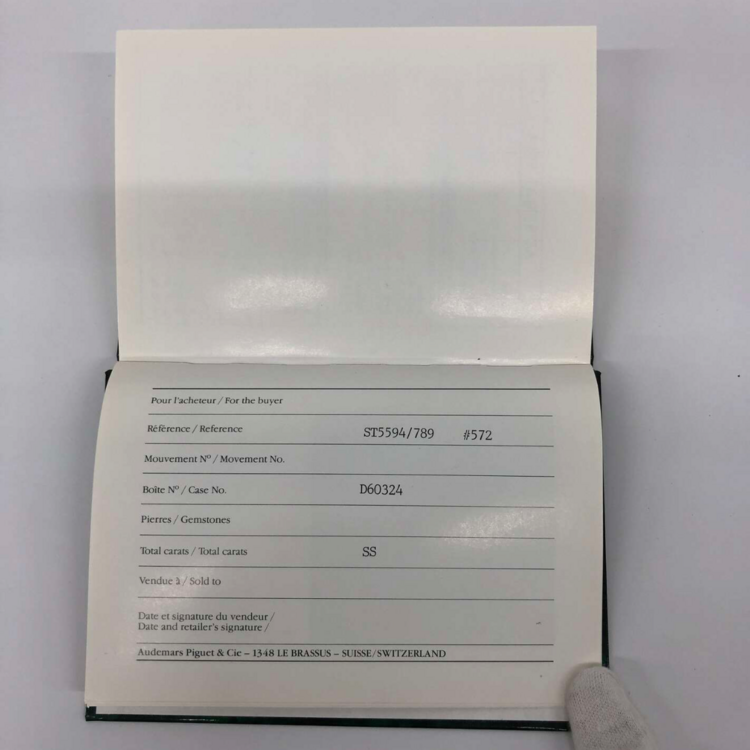 Pour l'acheteur / For the buyer
Référence / Reference ST5594/789 #572
Mouvement Nº / Movement No.
Boîte Nº / Case No. D60324
Pierres / Gemstones
Total carats / Total carats SS
Vendue à / Sold to
Date et signature du vendeur /
Date and retailer's signature /
Audemars Piguet & Cie – 1348 LE BRASSUS – SUISSE/SWITZERLAND